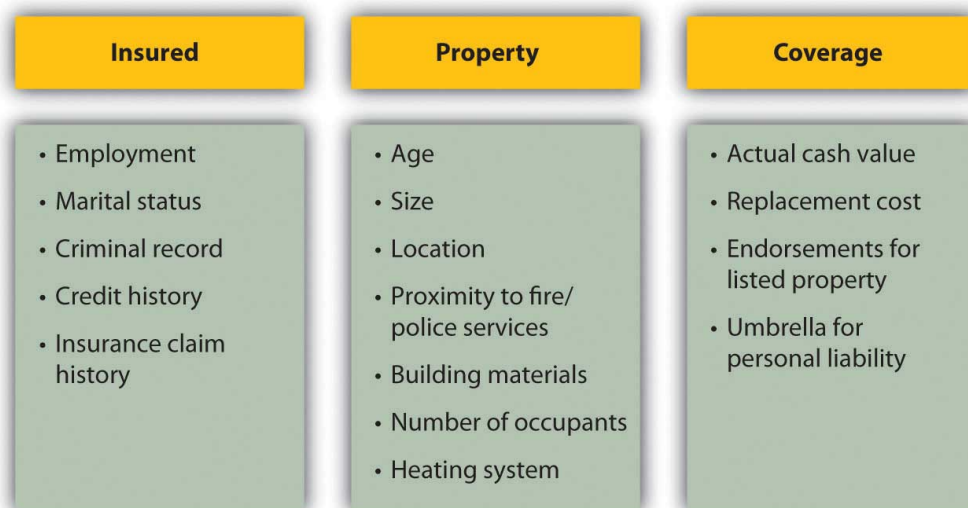 Insured
• Employment
• Marital status
• Criminal record
• Credit history
• Insurance claim
history
Property
• Age
• Size
• Location
• Proximity to fire/
police services
• Building materials
• Number of occupants
• Heating system
Coverage
• Actual cash value
• Replacement cost
• Endorsements for
listed property
• Umbrella for
personal liability